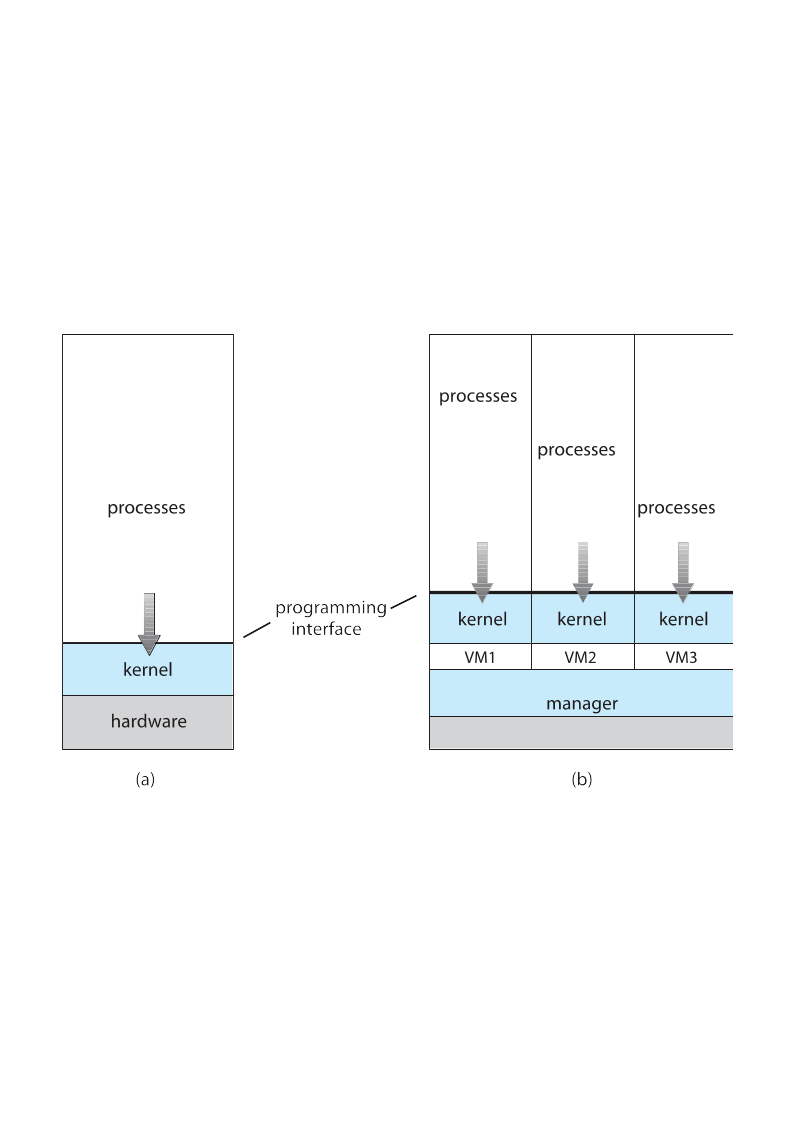 processes
kernel
hardware
(a)
programming
interface
processes
processes
processes
kernel
kernel
kernel
VM1
VM2
VM3
manager
(b)